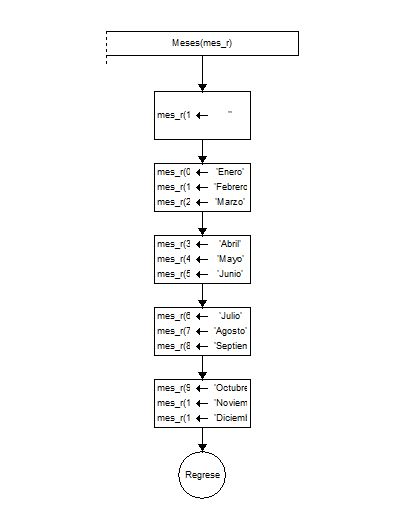 Meses(mes_r)
mes_r(1 ''
mes_r(0 'Enero'
mes_r(1 'Febrero
mes_r(2 'Marzo'
mes_r(3 'Abril'
mes_r(4 'Mayo'
mes_r(5 'Junio'
mes_r(6 'Julio'
mes_r(7 'Agosto'
mes_r(8 'Septien
mes_r(9 'Octubre
mes_r(1 'Noviem
mes_r(1 'Diciemb
Regrese